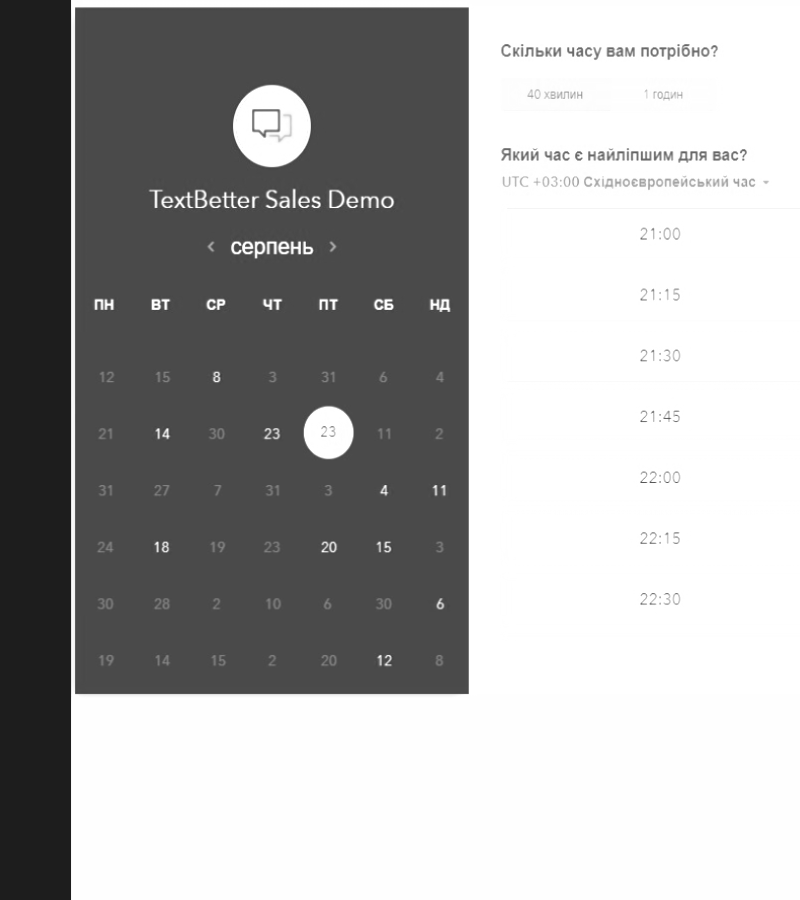 TextBetter Sales Demo
серпень
ПН ВТ СР ЧТ ПТ СБ НД
12 15 8 3 31 6 4
21 14 30 23 23 11 2
31 27 7 31 3 4 11
24 18 19 23 20 15 3
30 28 2 10 6 30 6
19 14 15 2 20 12 8
Скільки часу вам потрібно?
40 хвилин 1 годин
Який час є найліпшим для вас?
UTC +03:00 Східноєвропейський час
21:00
21:15
21:30
21:45
22:00
22:15
22:30